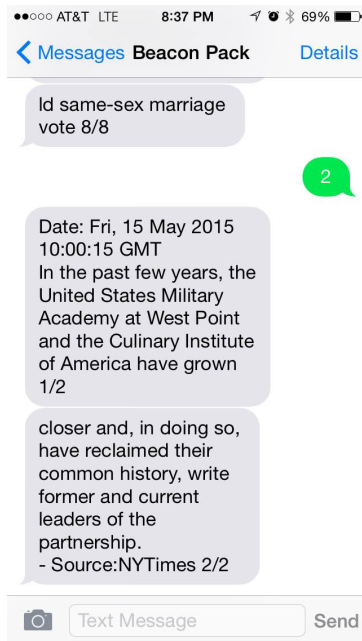 AT&T LTE 8:37 PM 69%
Messages Beacon Pack Details
ld same-sex marriage
vote 8/8
2
Date: Fri, 15 May 2015
10:00:15 GMT
In the past few years, the
United States Military
Academy at West Point
and the Culinary Institute
of America have grown
1/2
closer and, in doing so,
have reclaimed their
common history, write
former and current
leaders of the
partnership.
- Source:NYTimes 2/2
Text Message Send